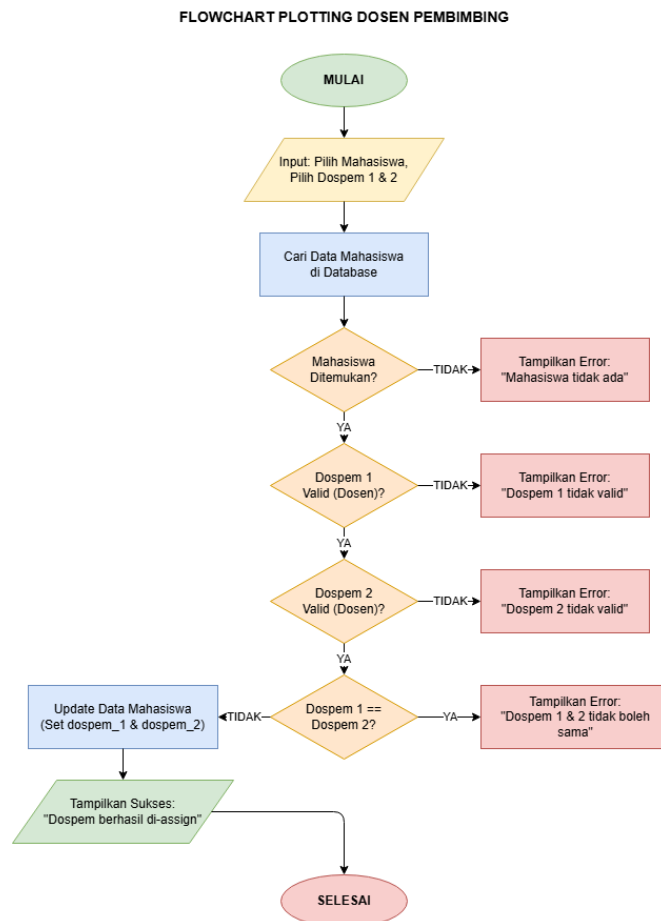 FLOWCHART PLOTTING DOSEN PEMBIMBING
MULAI
Input: Pilih Mahasiswa,
Pilih Dospem 1 & 2
Cari Data Mahasiswa
di Database
Mahasiswa
Ditemukan?
TIDAK
Tampilkan Error:
"Mahasiswa tidak ada"
YA
Dospem 1
Valid (Dosen)?
TIDAK
Tampilkan Error:
"Dospem 1 tidak valid"
YA
Dospem 2
Valid (Dosen)?
TIDAK
Tampilkan Error:
"Dospem 2 tidak valid"
YA
Update Data Mahasiswa
(Set dospem_1 & dospem_2)
TIDAK
Dospem 1 ==
Dospem 2?
YA
Tampilkan Error:
"Dospem 1 & 2 tidak boleh
sama"
Tampilkan Sukses:
"Dospem berhasil di-assign"
SELESAI